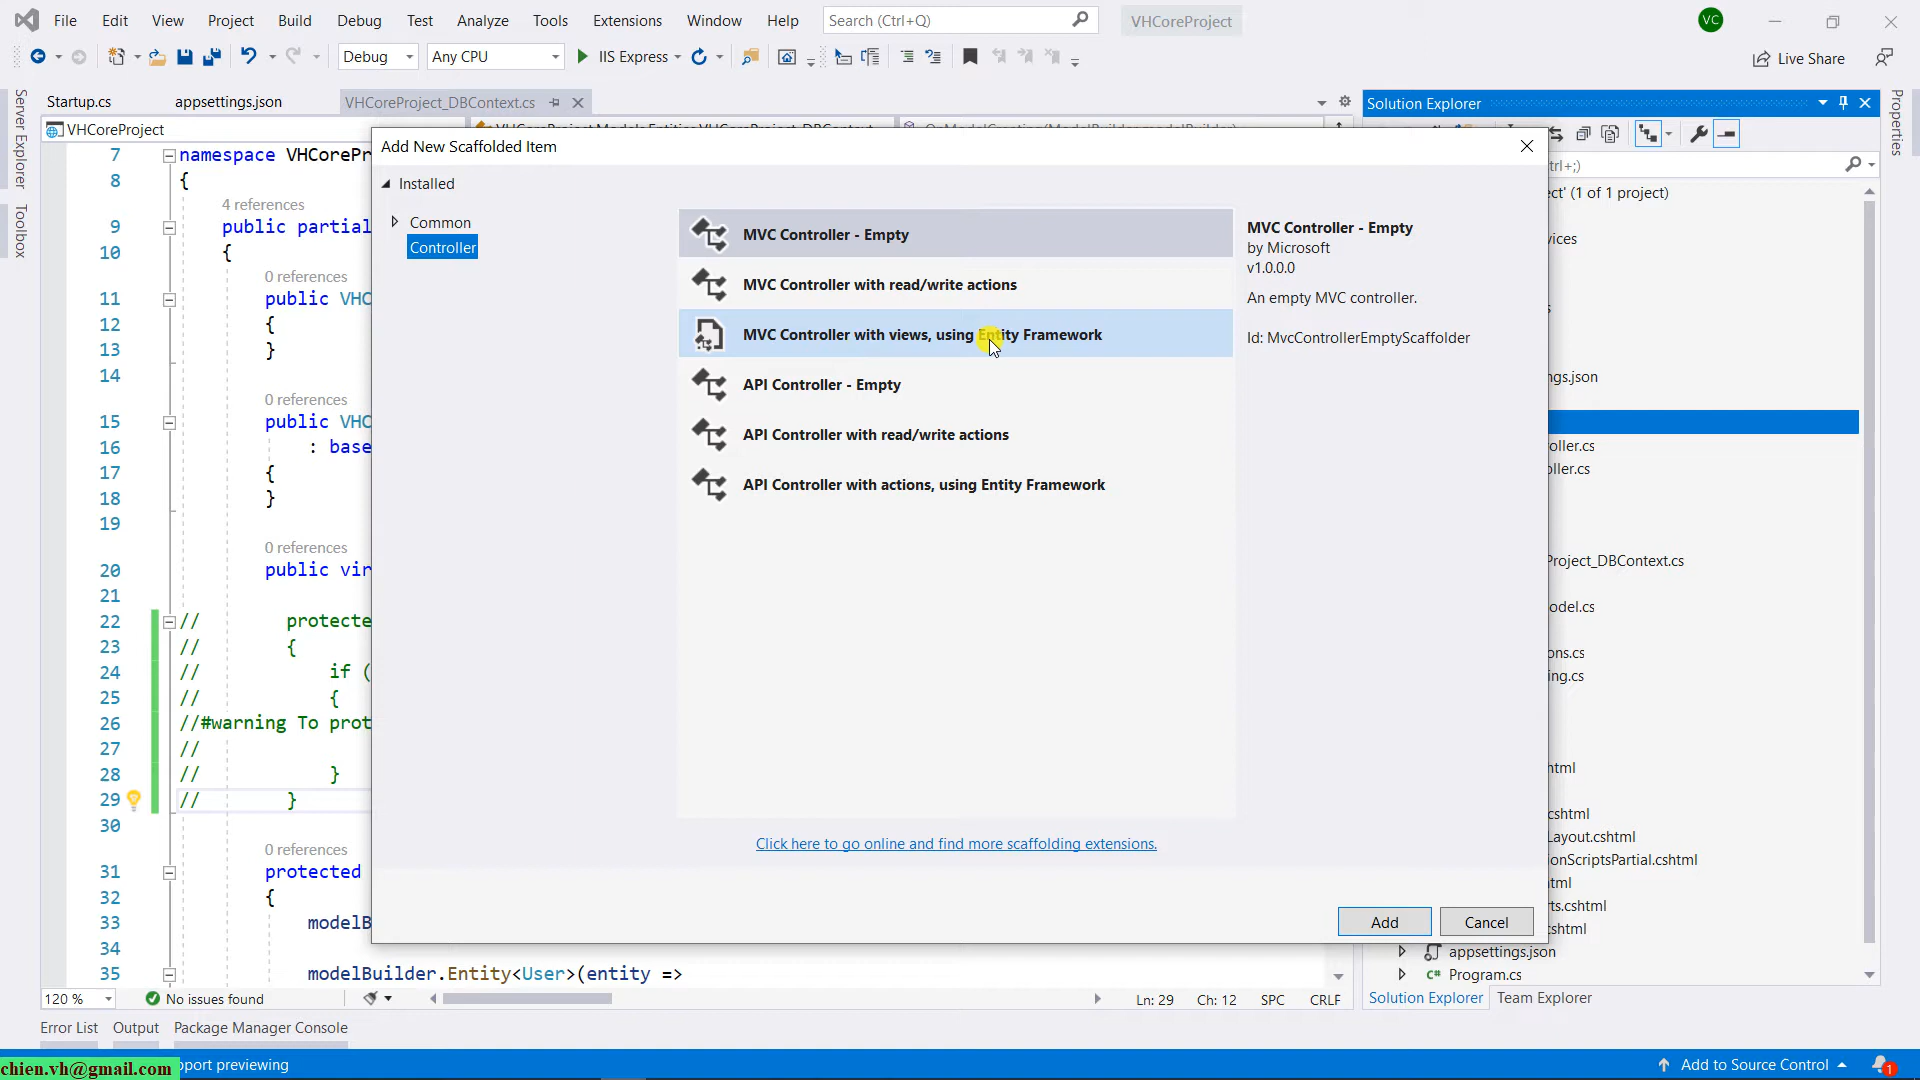 File Edit View Project Build Debug Test Analyze Tools Extensions Window Help Search (Ctrl+Q) VHCoreProject VC
Debug Any CPU IIS Express Live Share
Startup.cs appsettings.json VHCoreProject_DBContext.cs Solution Explorer
Server Explorer
Toolbox
Properties
VHCoreProject
Add New Scaffolded Item
Installed
Common
Controller
MVC Controller - Empty
MVC Controller with read/write actions
MVC Controller with views, using Entity Framework
API Controller - Empty
API Controller with read/write actions
API Controller with actions, using Entity Framework
MVC Controller - Empty
by Microsoft
v1.0.0.0
An empty MVC controller.
Id: MvcControllerEmptyScaffolder
Click here to go online and find more scaffolding extensions.
Add Cancel
7 namespace VHCorePr
8 {
4 references
9 public partial
10 {
0 references
11 public VHC
12 {
13 }
14
0 references
15 public VHC
16 : base
17 {
18 }
19
0 references
20 public vir
21
22 // protecte
23 // {
24 // if (
25 // {
26 //#warning To prot
27 //
28 // }
29 // }
30
0 references
31 protected
32 {
33 modelB
34
35 modelBuilder.Entity<User>(entity =>
trl+;)
ect' (1 of 1 project)
vices
s
ngs.json
oller.cs
oller.cs
Project_DBContext.cs
odel.cs
ons.cs
ing.cs
tml
shtml
Layout.cshtml
ionScriptsPartial.cshtml
tml
rts.cshtml
shtml
appsettings.json
C# Program.cs
120 % No issues found Ln: 29 Ch: 12 SPC CRLF
Solution Explorer Team Explorer
Error List Output Package Manager Console
chien.vh@gmail.com pport previewing Add to Source Control 1